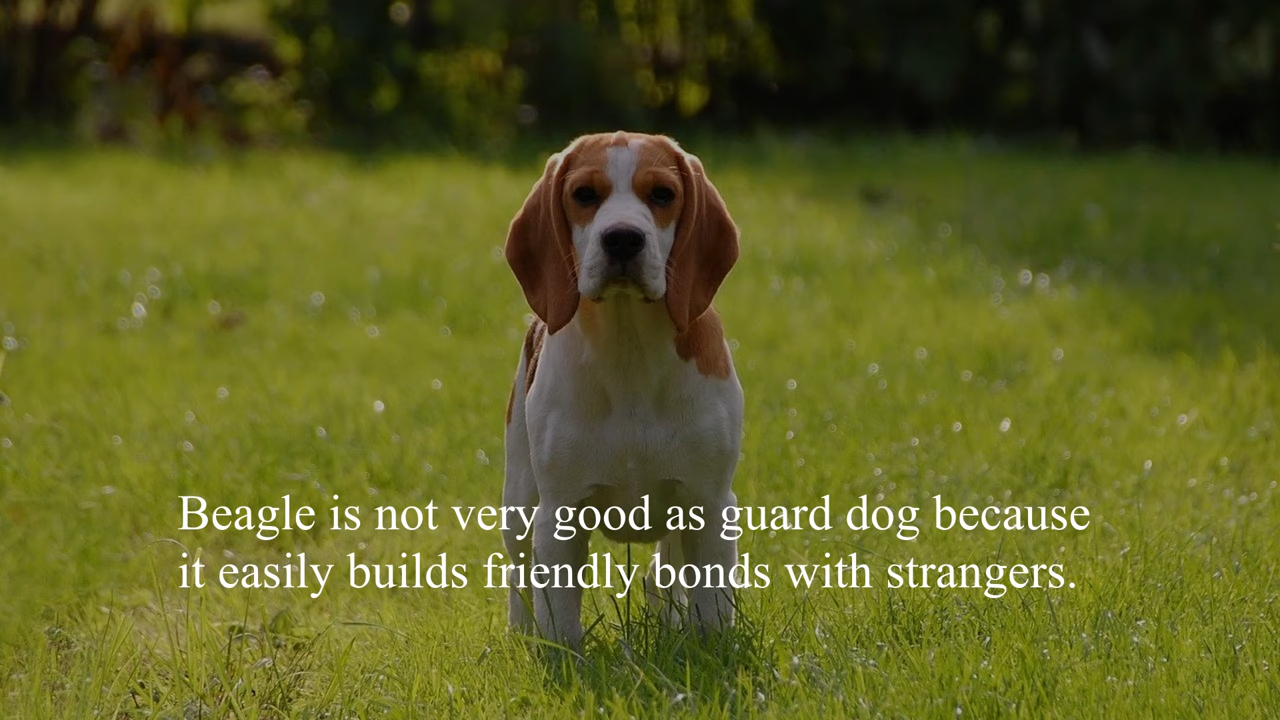 Beagle is not very good as guard dog because
it easily builds friendly bonds with strangers.